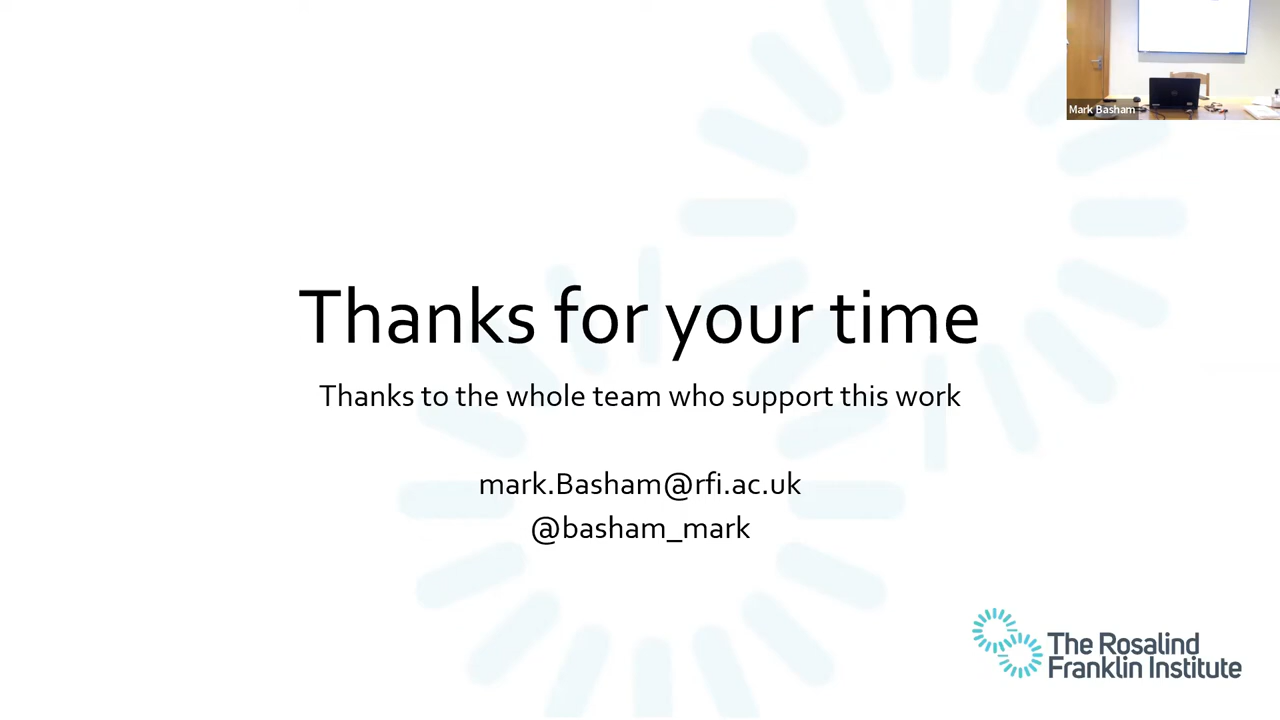 Mark Basham
Thanks for your time
Thanks to the whole team who support this work
mark.Basham@rfi.ac.uk
@basham_mark
The Rosalind
Franklin Institute